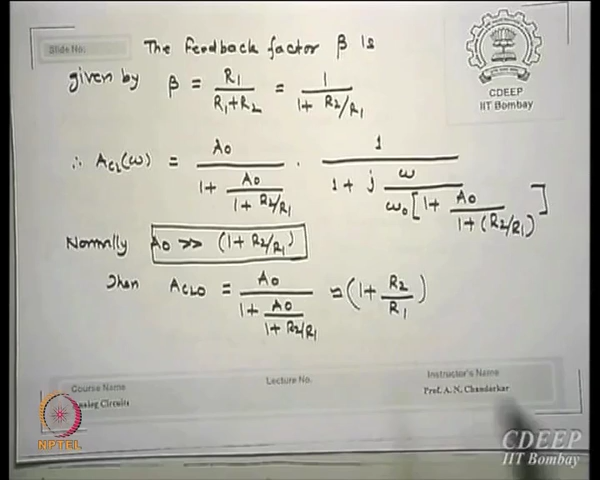 Slide No:
The feedback factor β is
given by β = R1/(R1+R2) = 1/(1 + R2/R1)
∴ ACL(ω) = A0/(1 + A0/(1 + R2/R1)) · 1/(1 + j ω/(ω0[1 + A0/(1+(R2/R1))]))
Normally A0 >> (1 + R2/R1)
Then ACL0 = A0/(1 + A0/(1 + R2/R1)) ≈ (1 + R2/R1)
CDEEP
IIT Bombay
Course Name
Analog Circuits
Lecture No.
Instructor's Name
Prof. A. N. Chandorkar
NPTEL
CDEEP
IIT Bombay